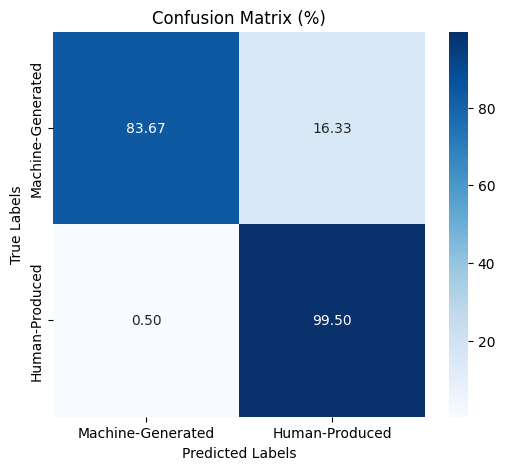 Confusion Matrix (%)
True Labels
Machine-Generated
Human-Produced
83.67
16.33
0.50
99.50
80
60
40
20
Machine-Generated
Human-Produced
Predicted Labels